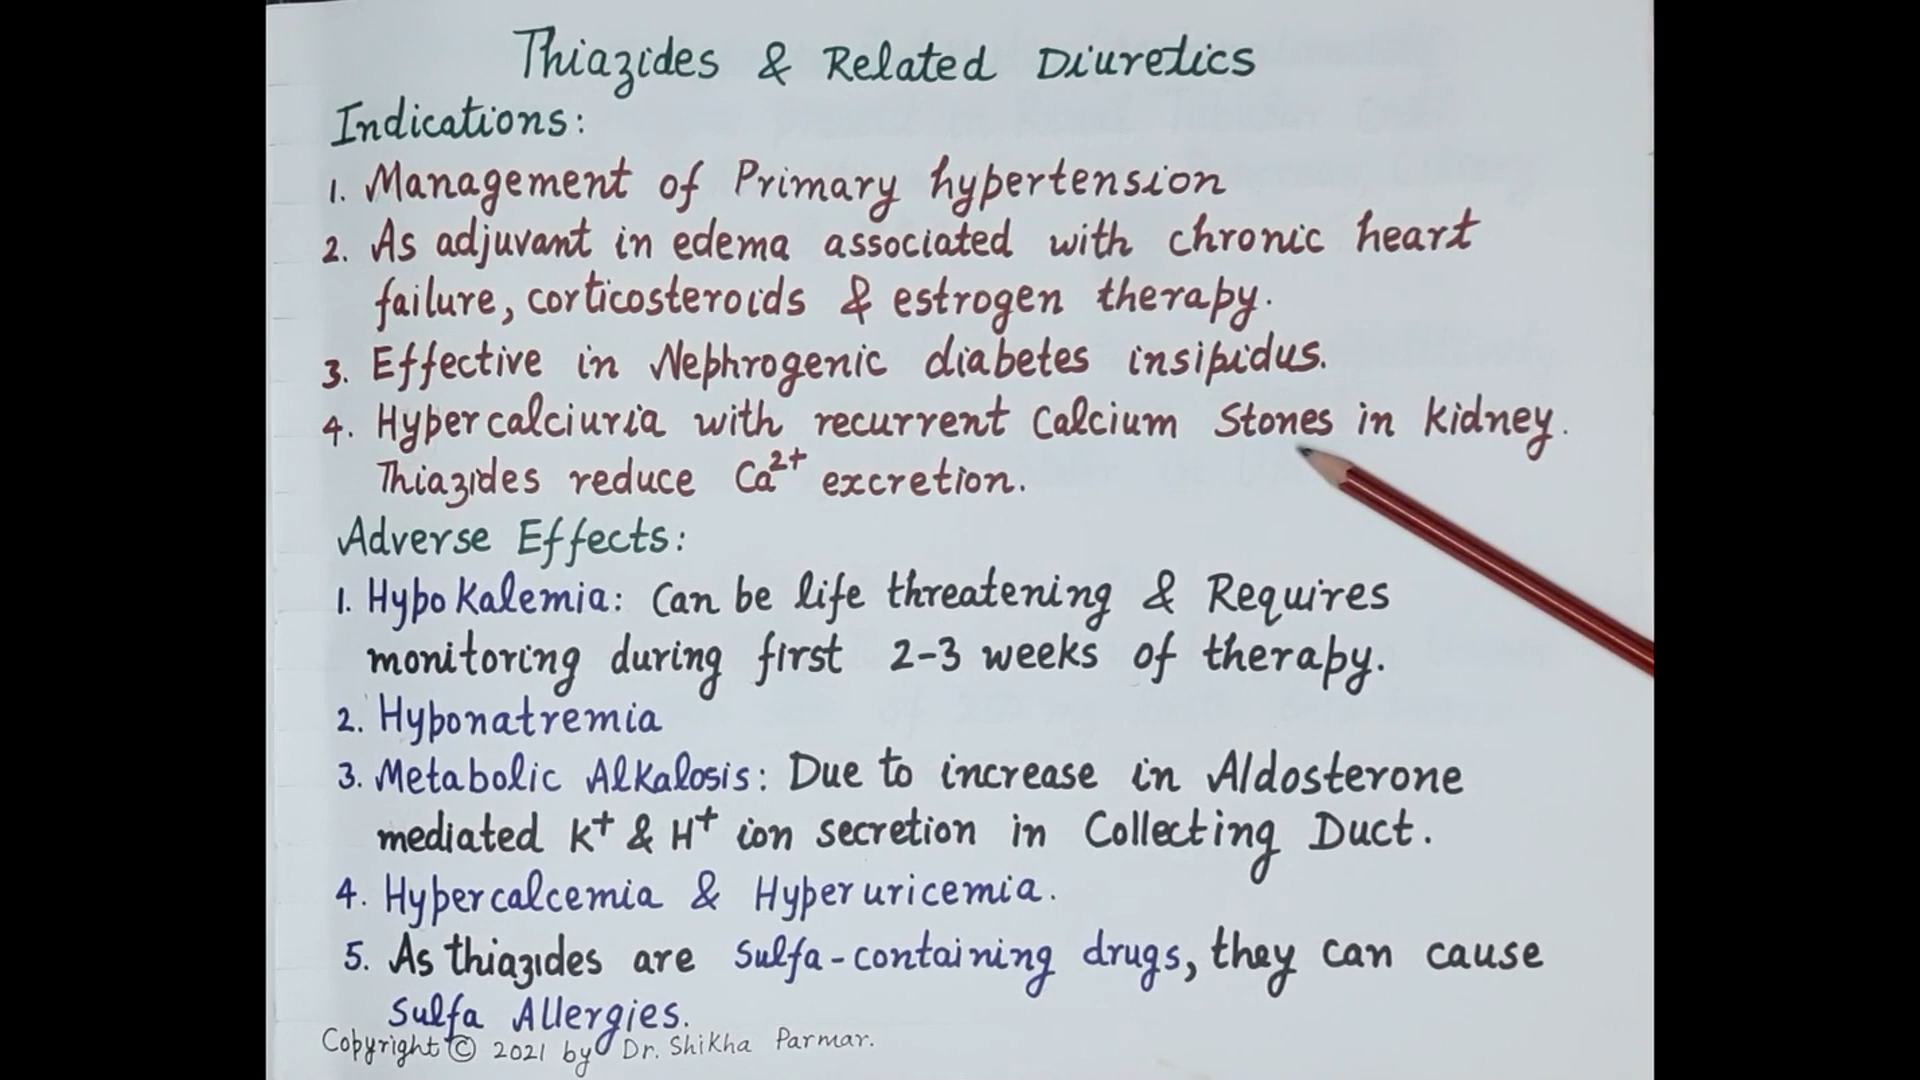 Thiazides & Related Diuretics
Indications:
1. Management of Primary hypertension
2. As adjuvant in edema associated with chronic heart
failure, corticosteroids & estrogen therapy.
3. Effective in Nephrogenic diabetes insipidus.
4. Hypercalciuria with recurrent Calcium Stones in kidney.
Thiazides reduce Ca²⁺ excretion.
Adverse Effects:
1. Hypokalemia: Can be life threatening & Requires
monitoring during first 2-3 weeks of therapy.
2. Hyponatremia
3. Metabolic Alkalosis: Due to increase in Aldosterone
mediated K⁺ & H⁺ ion secretion in Collecting Duct.
4. Hypercalcemia & Hyperuricemia.
5. As thiazides are Sulfa-containing drugs, they can cause
Sulfa Allergies.
Copyright © 2021 by Dr. Shikha Parmar.